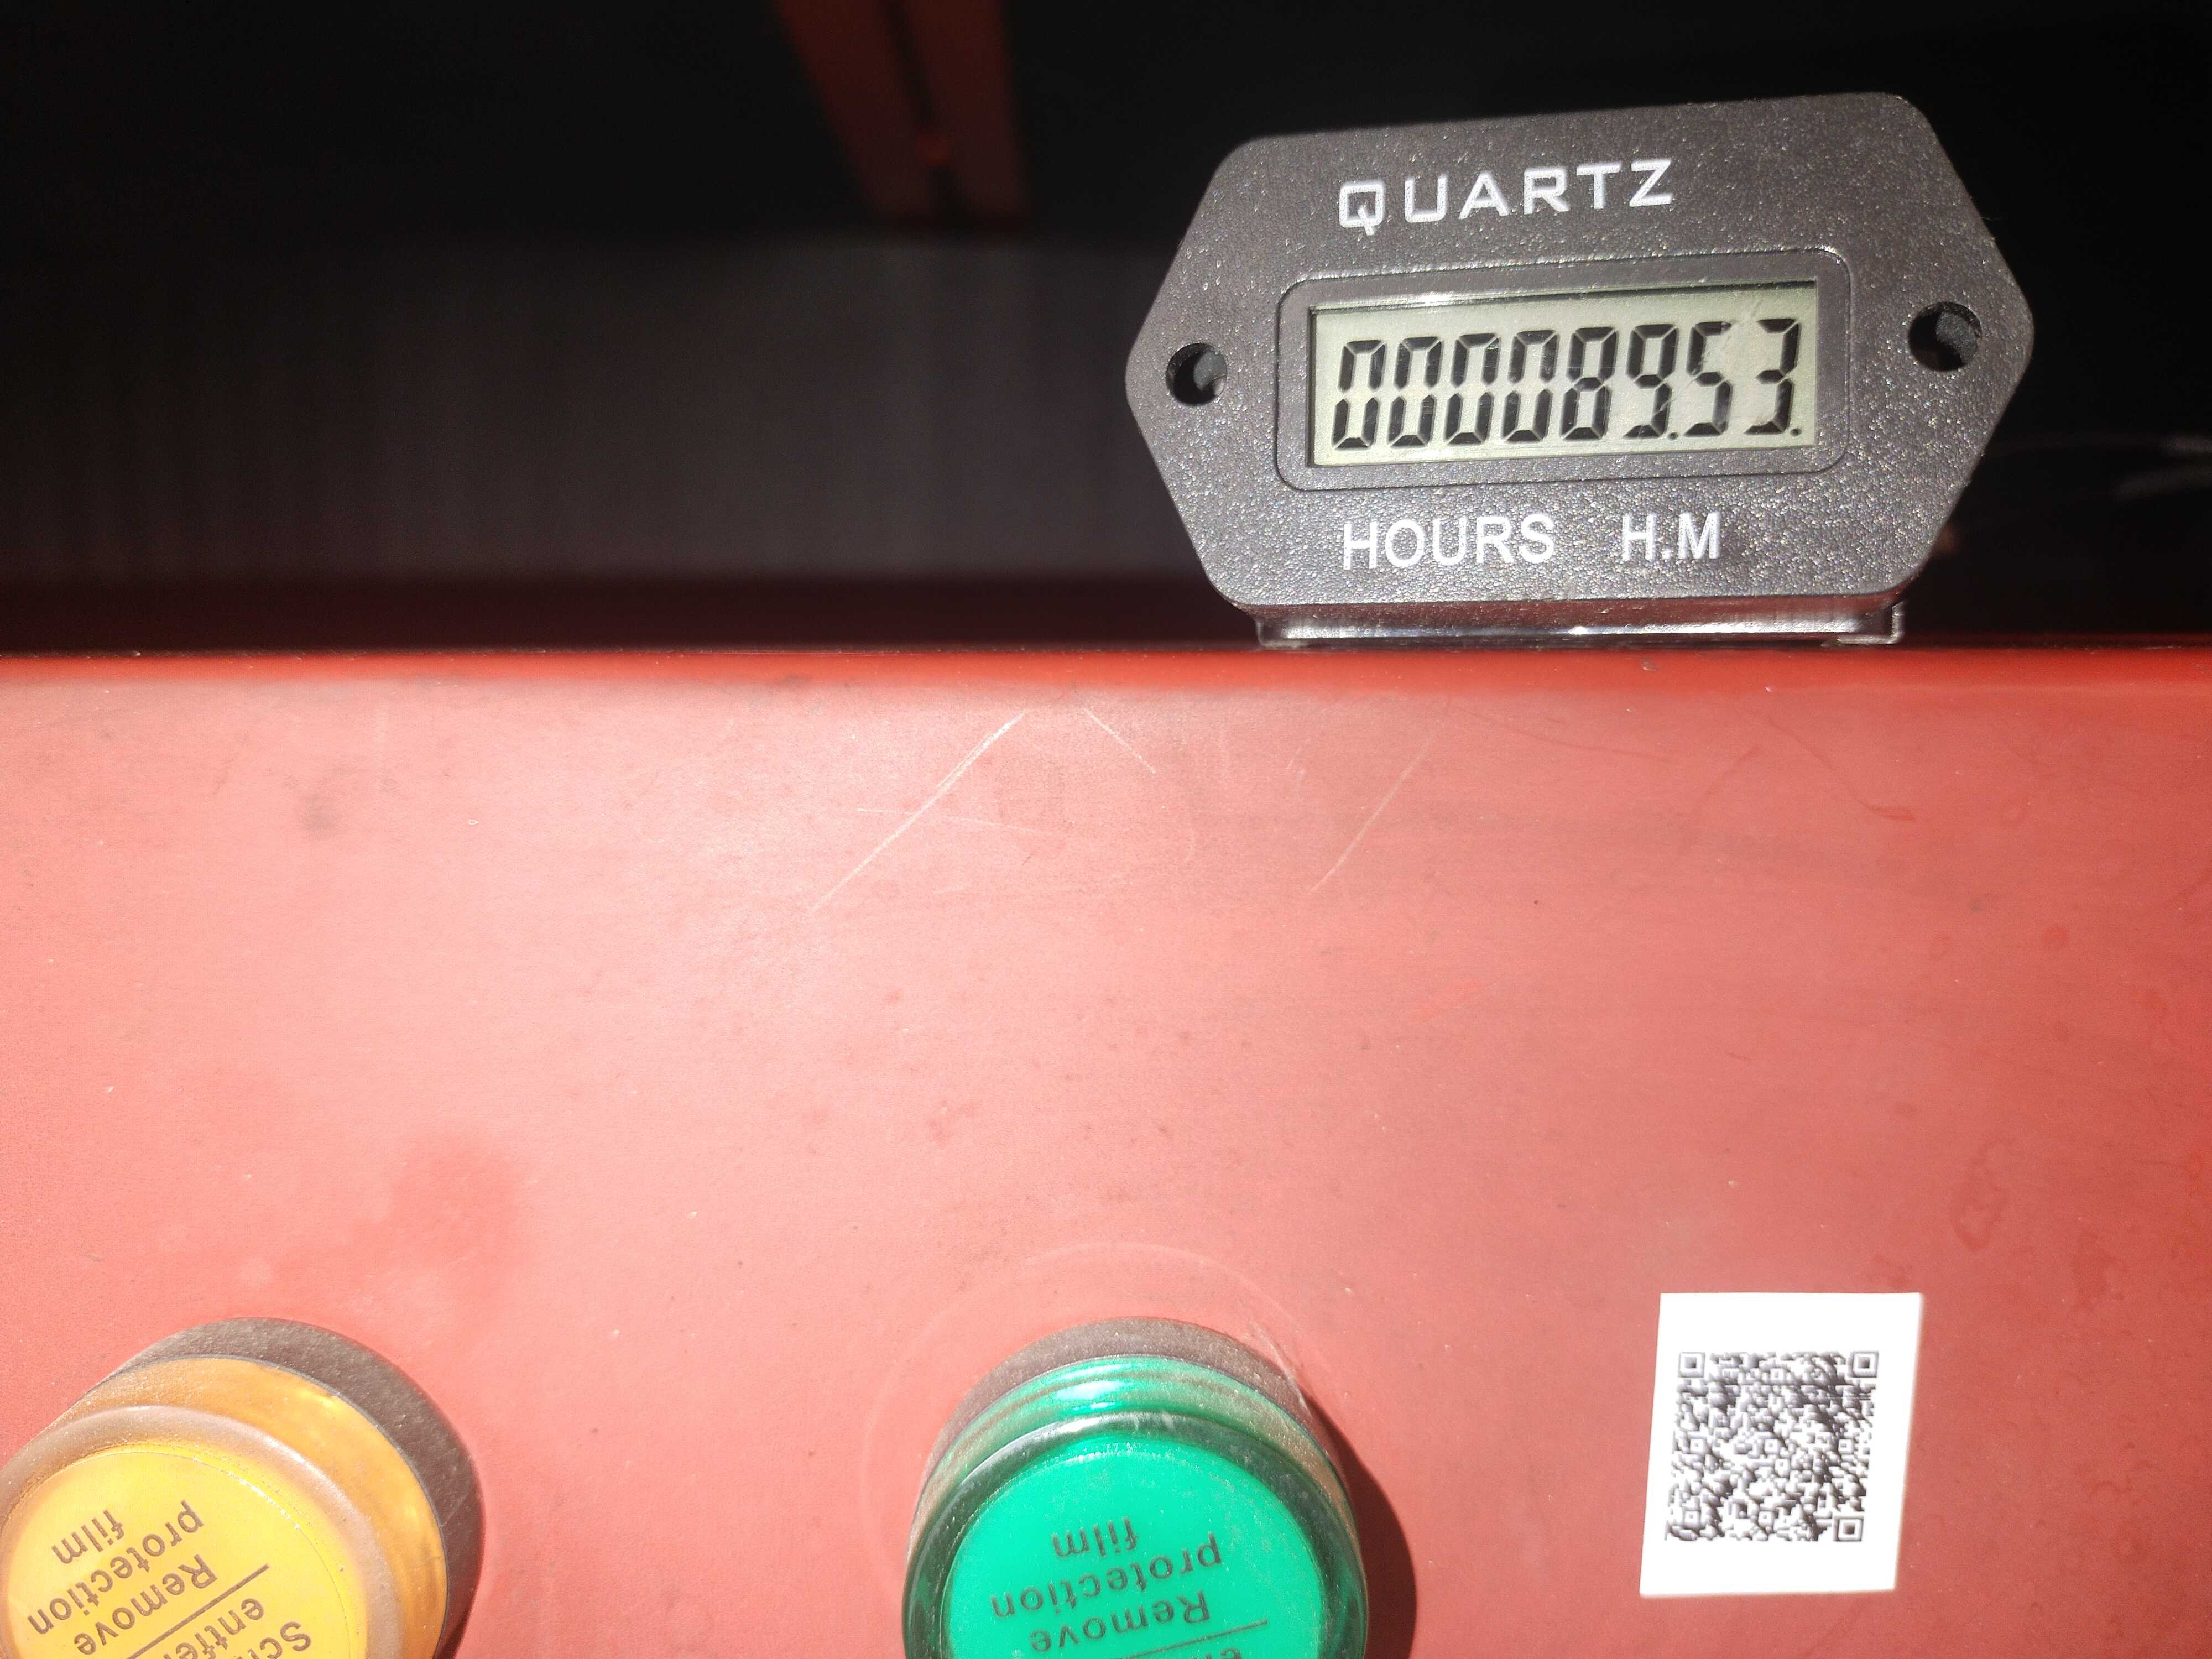 QUARTZ
00008953.
HOURS H.M
film
protection
Remove
film
protection
Remove